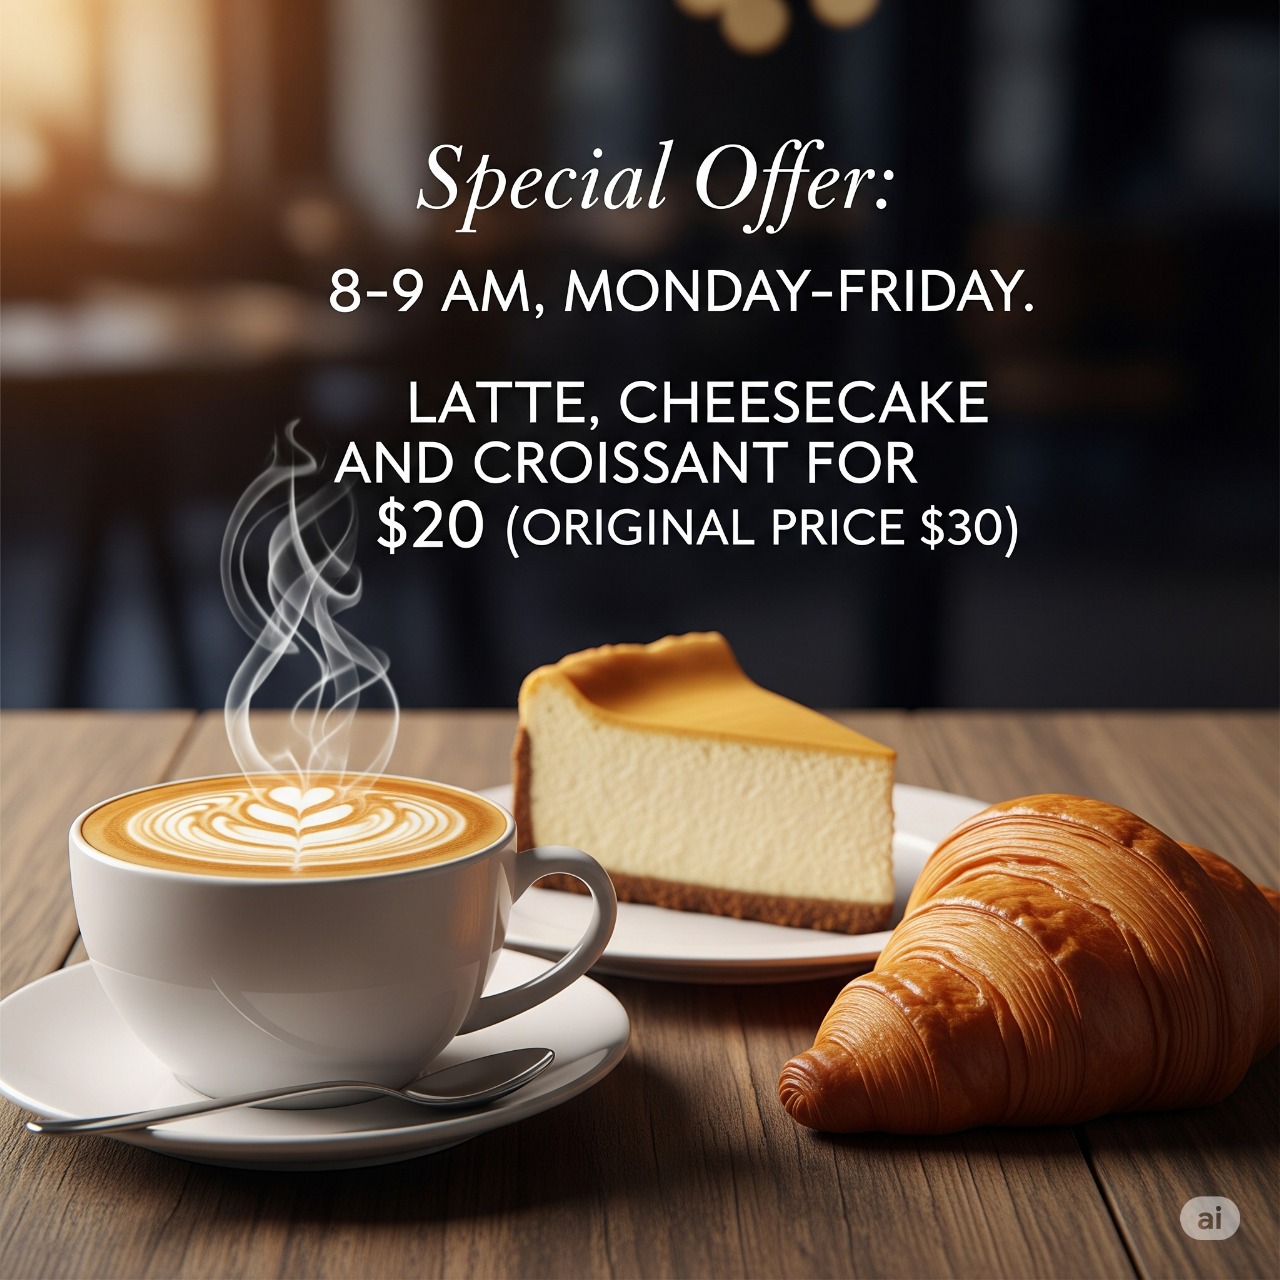 Special Offer:
8-9 AM, MONDAY-FRIDAY.
LATTE, CHEESECAKE
AND CROISSANT FOR
$20 (ORIGINAL PRICE $30)
ai